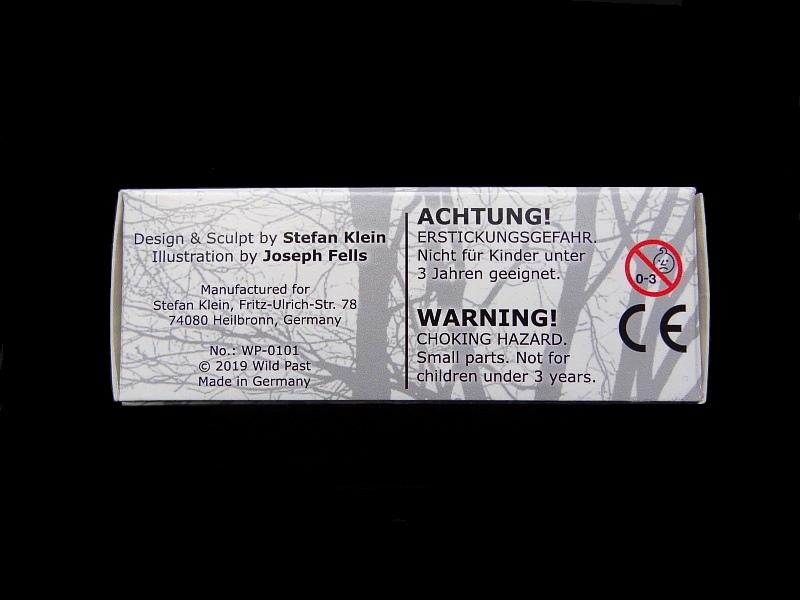 Design & Sculpt by Stefan Klein
Illustration by Joseph Fells
Manufactured for
Stefan Klein, Fritz-Ulrich-Str. 78
74080 Heilbronn, Germany
No.: WP-0101
© 2019 Wild Past
Made in Germany
ACHTUNG!
ERSTICKUNGSGEFAHR.
Nicht für Kinder unter
3 Jahren geeignet.
WARNING!
CHOKING HAZARD.
Small parts. Not for
children under 3 years.
0-3
CE